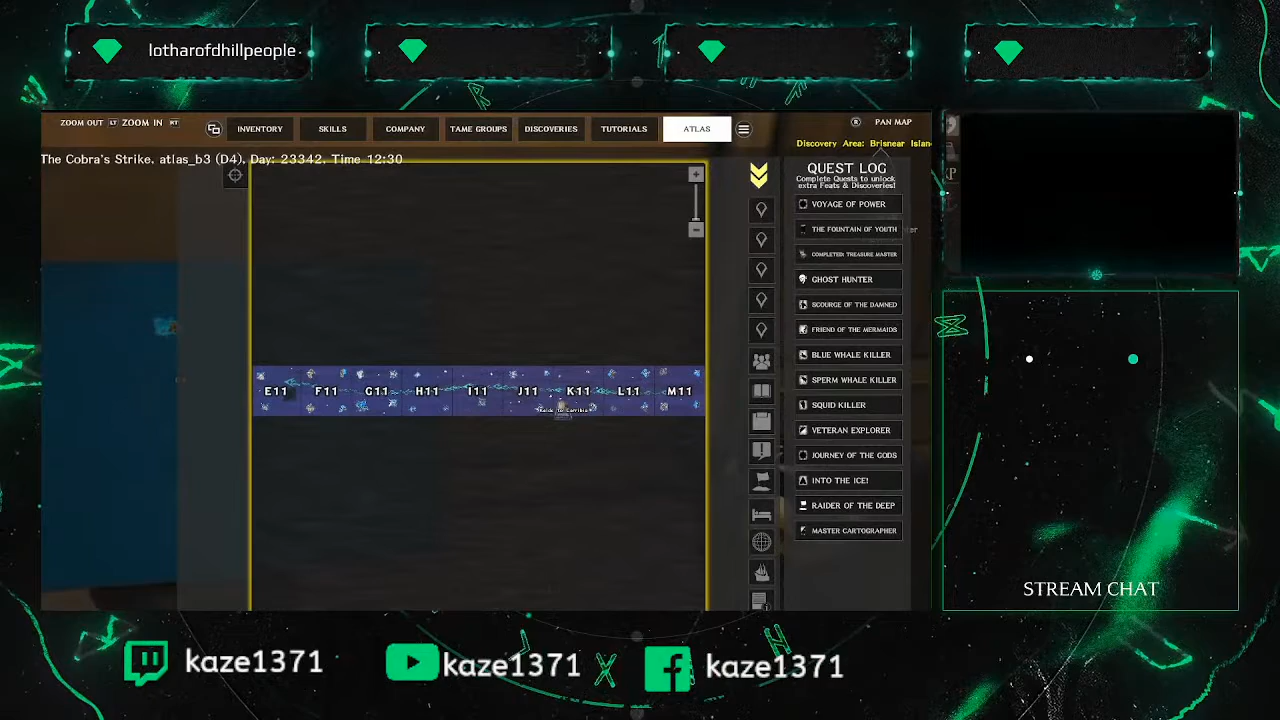 lotharofdhillpeople
ZOOM OUT LT ZOOM IN RT
INVENTORY
SKILLS
COMPANY
TAME GROUPS
DISCOVERIES
TUTORIALS
ATLAS
R PAN MAP
Discovery Area: Brisnear Islan
The Cobra's Strike, atlas_b3 (D4), Day: 23342, Time 12:30
QUEST LOG
Complete Quests to unlock
extra Feats & Discoveries!
VOYAGE OF POWER
THE FOUNTAIN OF YOUTH
COMPLETED: TREASURE MASTER
GHOST HUNTER
SCOURGE OF THE DAMNED
FRIEND OF THE MERMAIDS
BLUE WHALE KILLER
SPERM WHALE KILLER
SQUID KILLER
VETERAN EXPLORER
JOURNEY OF THE GODS
INTO THE ICE!
RAIDER OF THE DEEP
MASTER CARTOGRAPHER
E11 F11 G11 H11 I11 J11 K11 L11 M11
STREAM CHAT
kaze1371
kaze1371
kaze1371